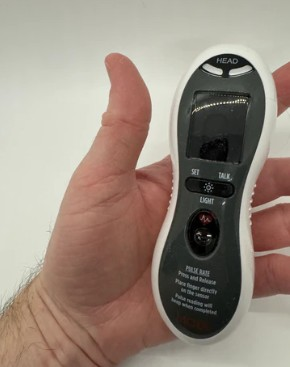 HEAD
SET TALK
LIGHT
PULSE RATE
Press and Release
Place finger directly
on the sensor
Pulse reading will
beep when completed